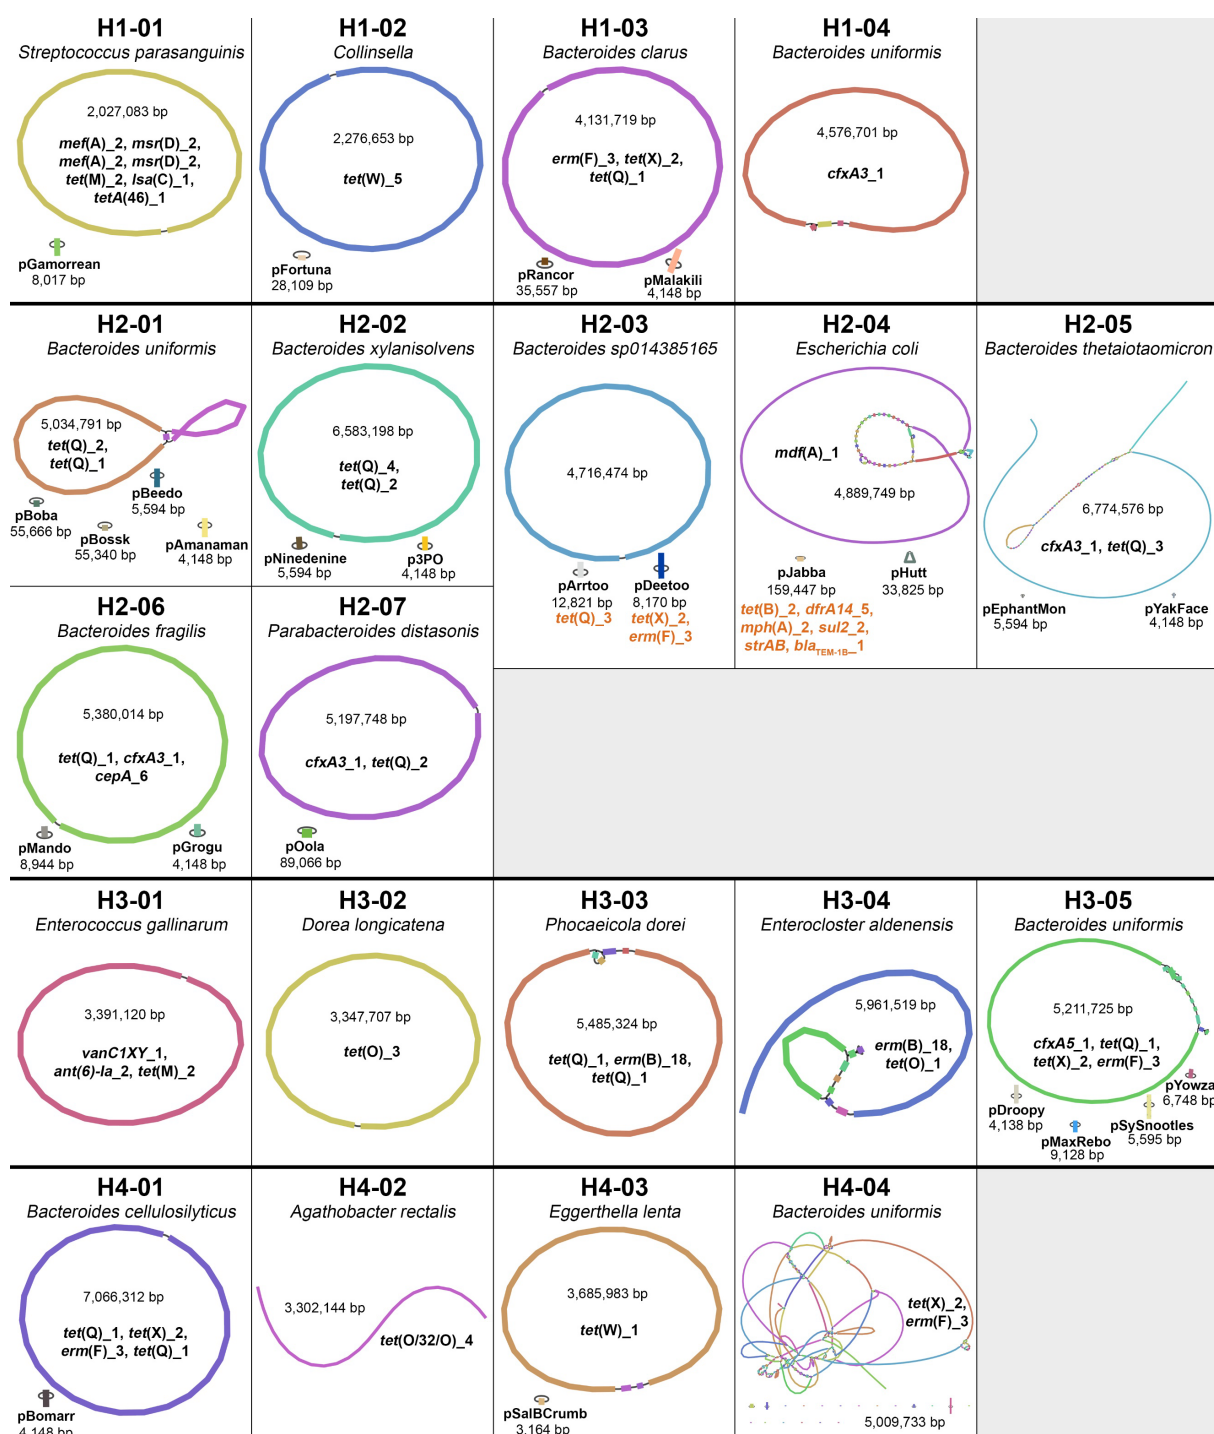 H1-01
Streptococcus parasanguinis
2,027,083 bp
mef(A)_2, msr(D)_2,
mef(A)_2, msr(D)_2,
tet(M)_2, lsa(C)_1,
tetA(46)_1
pGamorrean
8,017 bp
H1-02
Collinsella
2,276,653 bp
tet(W)_5
pFortuna
28,109 bp
H1-03
Bacteroides clarus
4,131,719 bp
erm(F)_3, tet(X)_2,
tet(Q)_1
pRancor
35,557 bp
pMalakili
4,148 bp
H1-04
Bacteroides uniformis
4,576,701 bp
cfxA3_1
H2-01
Bacteroides uniformis
5,034,791 bp
tet(Q)_2,
tet(Q)_1
pBeedo
5,594 bp
pBoba
55,666 bp
pBossk
55,340 bp
pAmanaman
4,148 bp
H2-02
Bacteroides xylanisolvens
6,583,198 bp
tet(Q)_4,
tet(Q)_2
pNinedenine
5,594 bp
p3PO
4,148 bp
H2-03
Bacteroides sp014385165
4,716,474 bp
pArrtoo
12,821 bp
tet(Q)_3
pDeetoo
8,170 bp
tet(X)_2,
erm(F)_3
H2-04
Escherichia coli
mdf(A)_1
4,889,749 bp
pJabba
159,447 bp
tet(B)_2, dfrA14_5,
mph(A)_2, sul2_2,
strAB, blaTEM-1B_1
pHutt
33,825 bp
H2-05
Bacteroides thetaiotaomicron
6,774,576 bp
cfxA3_1, tet(Q)_3
pEphantMon
5,594 bp
pYakFace
4,148 bp
H2-06
Bacteroides fragilis
5,380,014 bp
tet(Q)_1, cfxA3_1,
cepA_6
pMando
8,944 bp
pGrogu
4,148 bp
H2-07
Parabacteroides distasonis
5,197,748 bp
cfxA3_1, tet(Q)_2
pOola
89,066 bp
H3-01
Enterococcus gallinarum
3,391,120 bp
vanC1XY_1,
ant(6)-Ia_2, tet(M)_2
H3-02
Dorea longicatena
3,347,707 bp
tet(O)_3
H3-03
Phocaeicola dorei
5,485,324 bp
tet(Q)_1, erm(B)_18,
tet(Q)_1
H3-04
Enterocloster aldenensis
5,961,519 bp
erm(B)_18,
tet(O)_1
H3-05
Bacteroides uniformis
5,211,725 bp
cfxA5_1, tet(Q)_1,
tet(X)_2, erm(F)_3
pYowza
6,748 bp
pDroopy
4,138 bp
pSySnootles
5,595 bp
pMaxRebo
9,128 bp
H4-01
Bacteroides cellulosilyticus
7,066,312 bp
tet(Q)_1, tet(X)_2,
erm(F)_3, tet(Q)_1
pBomarr
4,148 bp
H4-02
Agathobacter rectalis
3,302,144 bp
tet(O/32/O)_4
H4-03
Eggerthella lenta
3,685,983 bp
tet(W)_1
pSalBCrumb
3,164 bp
H4-04
Bacteroides uniformis
tet(X)_2,
erm(F)_3
5,009,733 bp